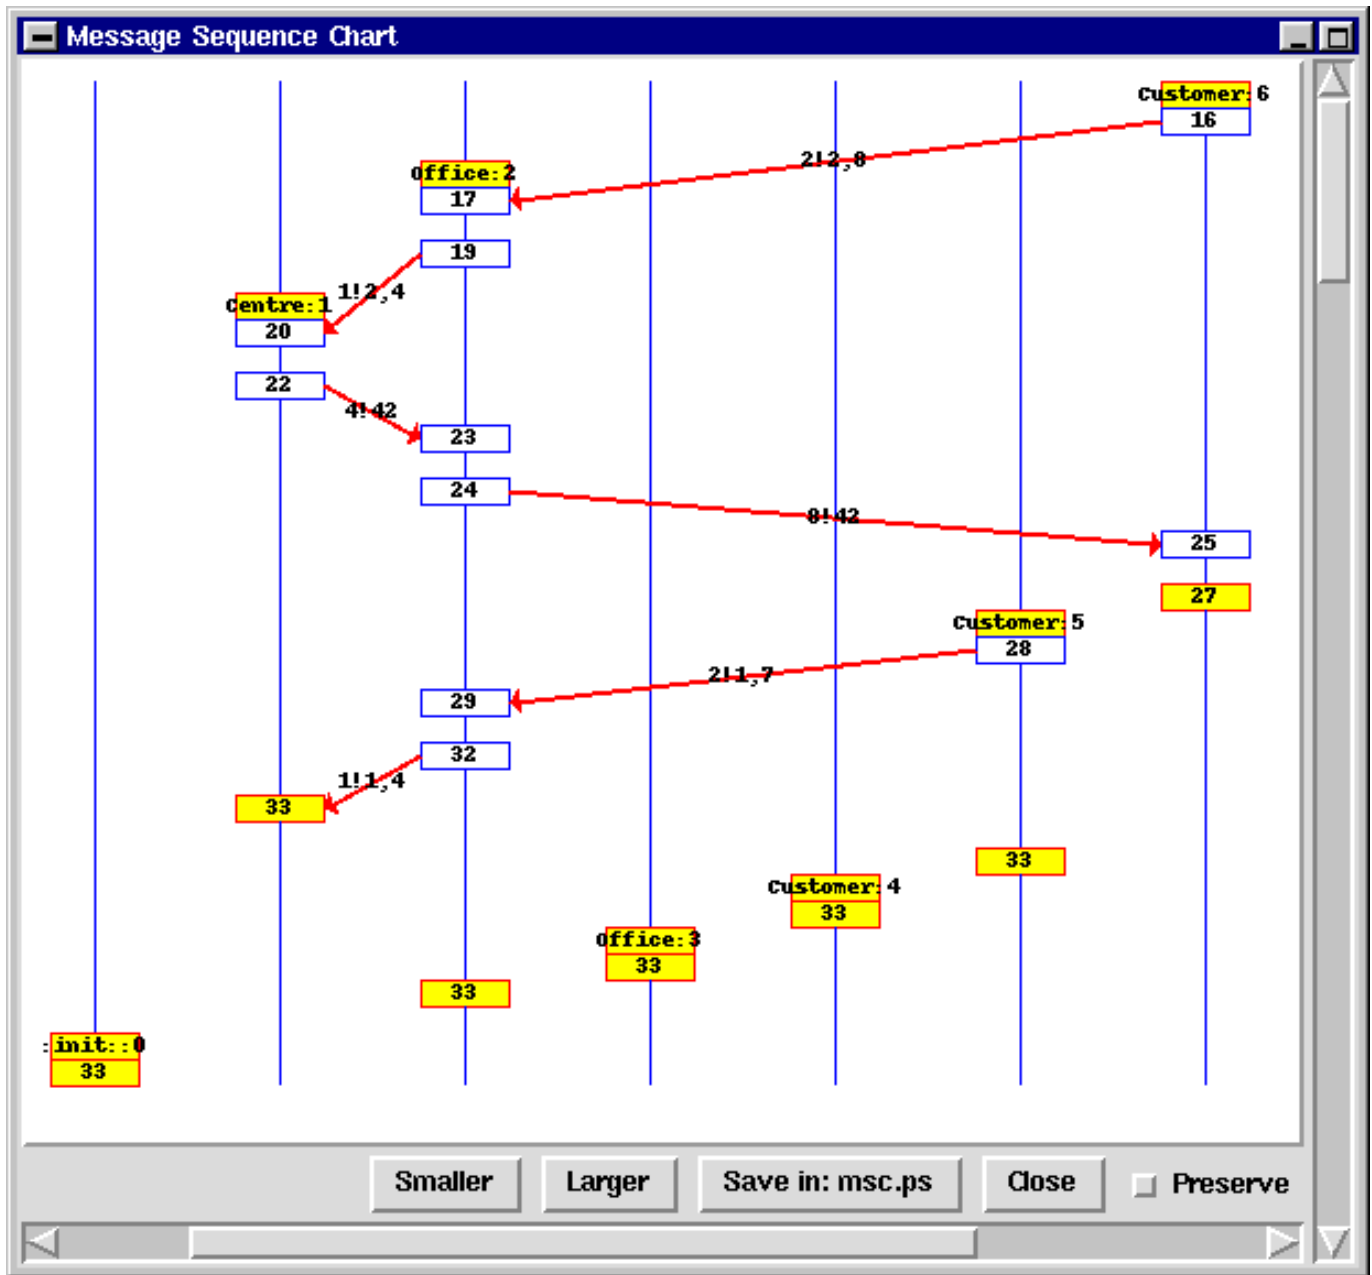 Message Sequence Chart
Customer:6
16
2!2,8
Office:2
17
19
1!2,4
Centre:1
20
22
4!42
23
24
8!42
25
27
Customer:5
28
2!1,7
29
32
1!1,4
33
33
Customer:4
33
Office:3
33
33
:init::0
33
Smaller Larger Save in: msc.ps Close Preserve